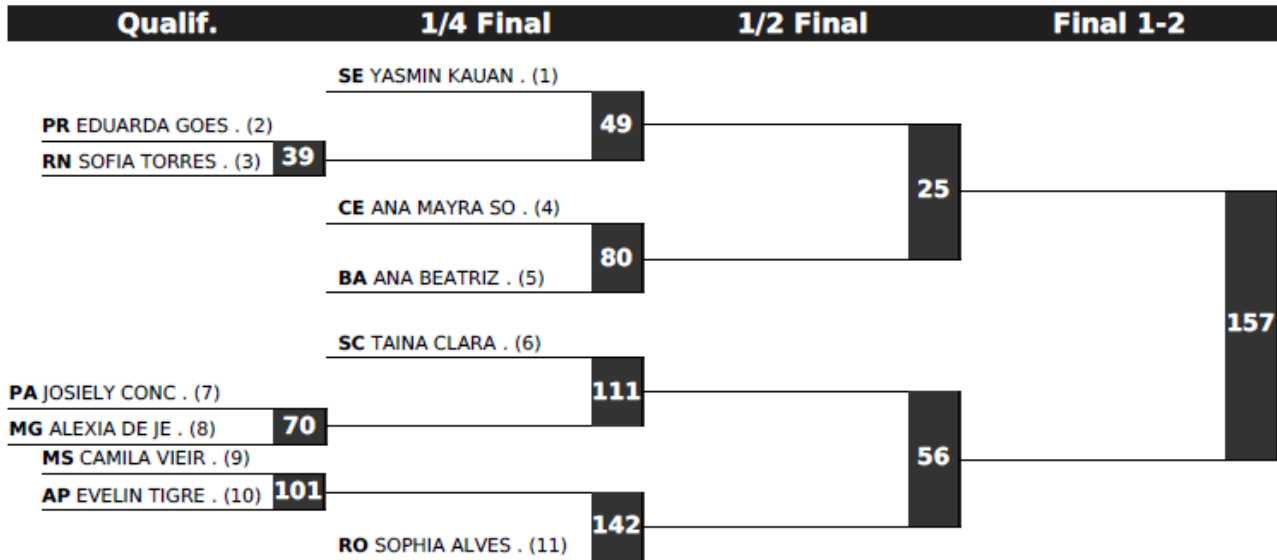 Qualif. 1/4 Final 1/2 Final Final 1-2
SE YASMIN KAUAN . (1)
49
PR EDUARDA GOES . (2)
RN SOFIA TORRES . (3) 39
25
CE ANA MAYRA SO . (4)
80
BA ANA BEATRIZ . (5)
157
SC TAINA CLARA . (6)
111
PA JOSIELY CONC . (7)
MG ALEXIA DE JE . (8) 70
MS CAMILA VIEIR . (9)
56
AP EVELIN TIGRE . (10) 101
142
RO SOPHIA ALVES . (11)